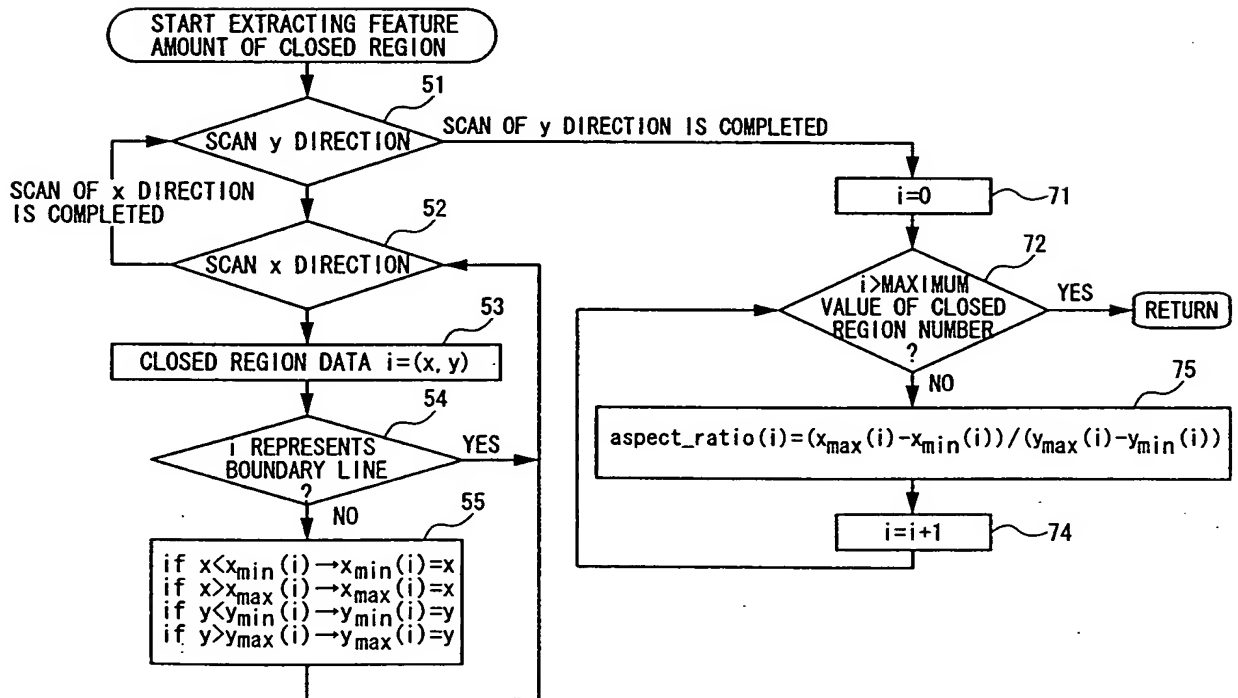 START EXTRACTING FEATURE
AMOUNT OF CLOSED REGION
51
SCAN y DIRECTION
SCAN OF y DIRECTION IS COMPLETED
SCAN OF x DIRECTION
IS COMPLETED
52
SCAN x DIRECTION
53
CLOSED REGION DATA i=(x,y)
54
i REPRESENTS
BOUNDARY LINE
?
YES
NO
55
if x<xmin(i)→xmin(i)=x
if x>xmax(i)→xmax(i)=x
if y<ymin(i)→ymin(i)=y
if y>ymax(i)→ymax(i)=y
i=0
71
72
i>MAXIMUM
VALUE OF CLOSED
REGION NUMBER
?
YES
RETURN
NO
75
aspect_ratio(i)=(xmax(i)-xmin(i))/(ymax(i)-ymin(i))
i=i+1
74